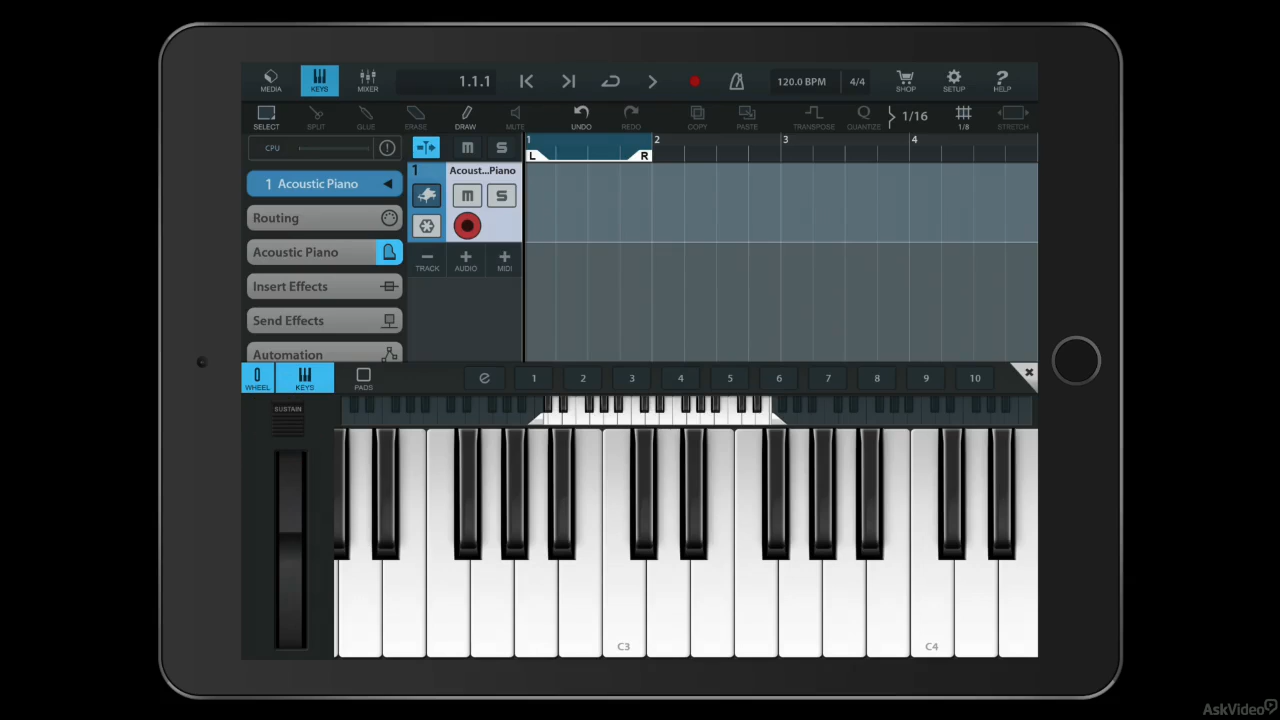 1.1.1
120.0 BPM
4/4
MEDIA
KEYS
MIXER
SHOP
SETUP
HELP
1/16
SELECT
SPLIT
GLUE
ERASE
DRAW
MUTE
UNDO
REDO
COPY
PASTE
TRANSPOSE
QUANTIZE
1/8
STRETCH
CPU
M
S
1
2
3
4
L
R
1
Acoust...Piano
1 Acoustic Piano
M
S
Routing
Acoustic Piano
TRACK
AUDIO
MIDI
Insert Effects
Send Effects
Automation
WHEEL
KEYS
PADS
1
2
3
4
5
6
7
8
9
10
SUSTAIN
C3
C4
AskVideo